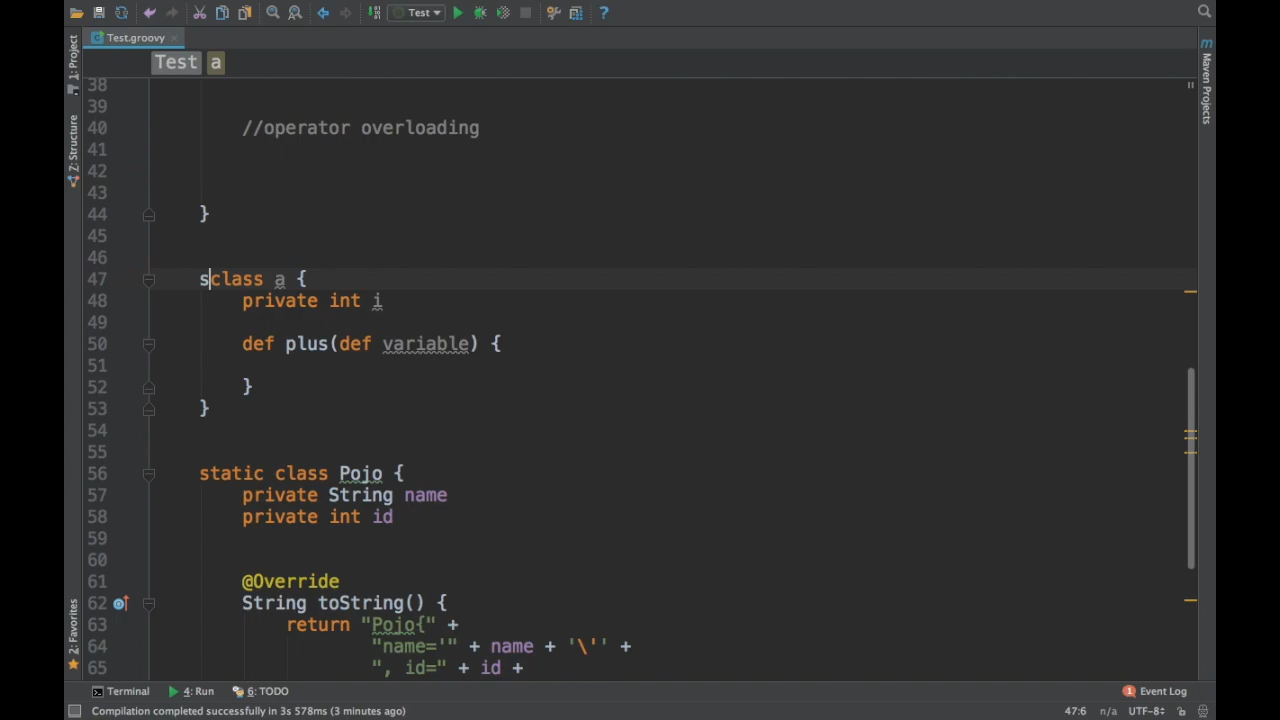 Test
Test.groovy
Test a
1: Project
Z: Structure
2: Favorites
m
Maven Projects
38
39
40 //operator overloading
41
42
43
44 }
45
46
47 sclass a {
48 private int i
49
50 def plus(def variable) {
51
52 }
53 }
54
55
56 static class Pojo {
57 private String name
58 private int id
59
60
61 @Override
62 String toString() {
63 return "Pojo{" +
64 "name='" + name + '\'' +
65 ", id=" + id +
Terminal 4: Run 6: TODO 1 Event Log
Compilation completed successfully in 3s 578ms (3 minutes ago) 47:6 n/a UTF-8